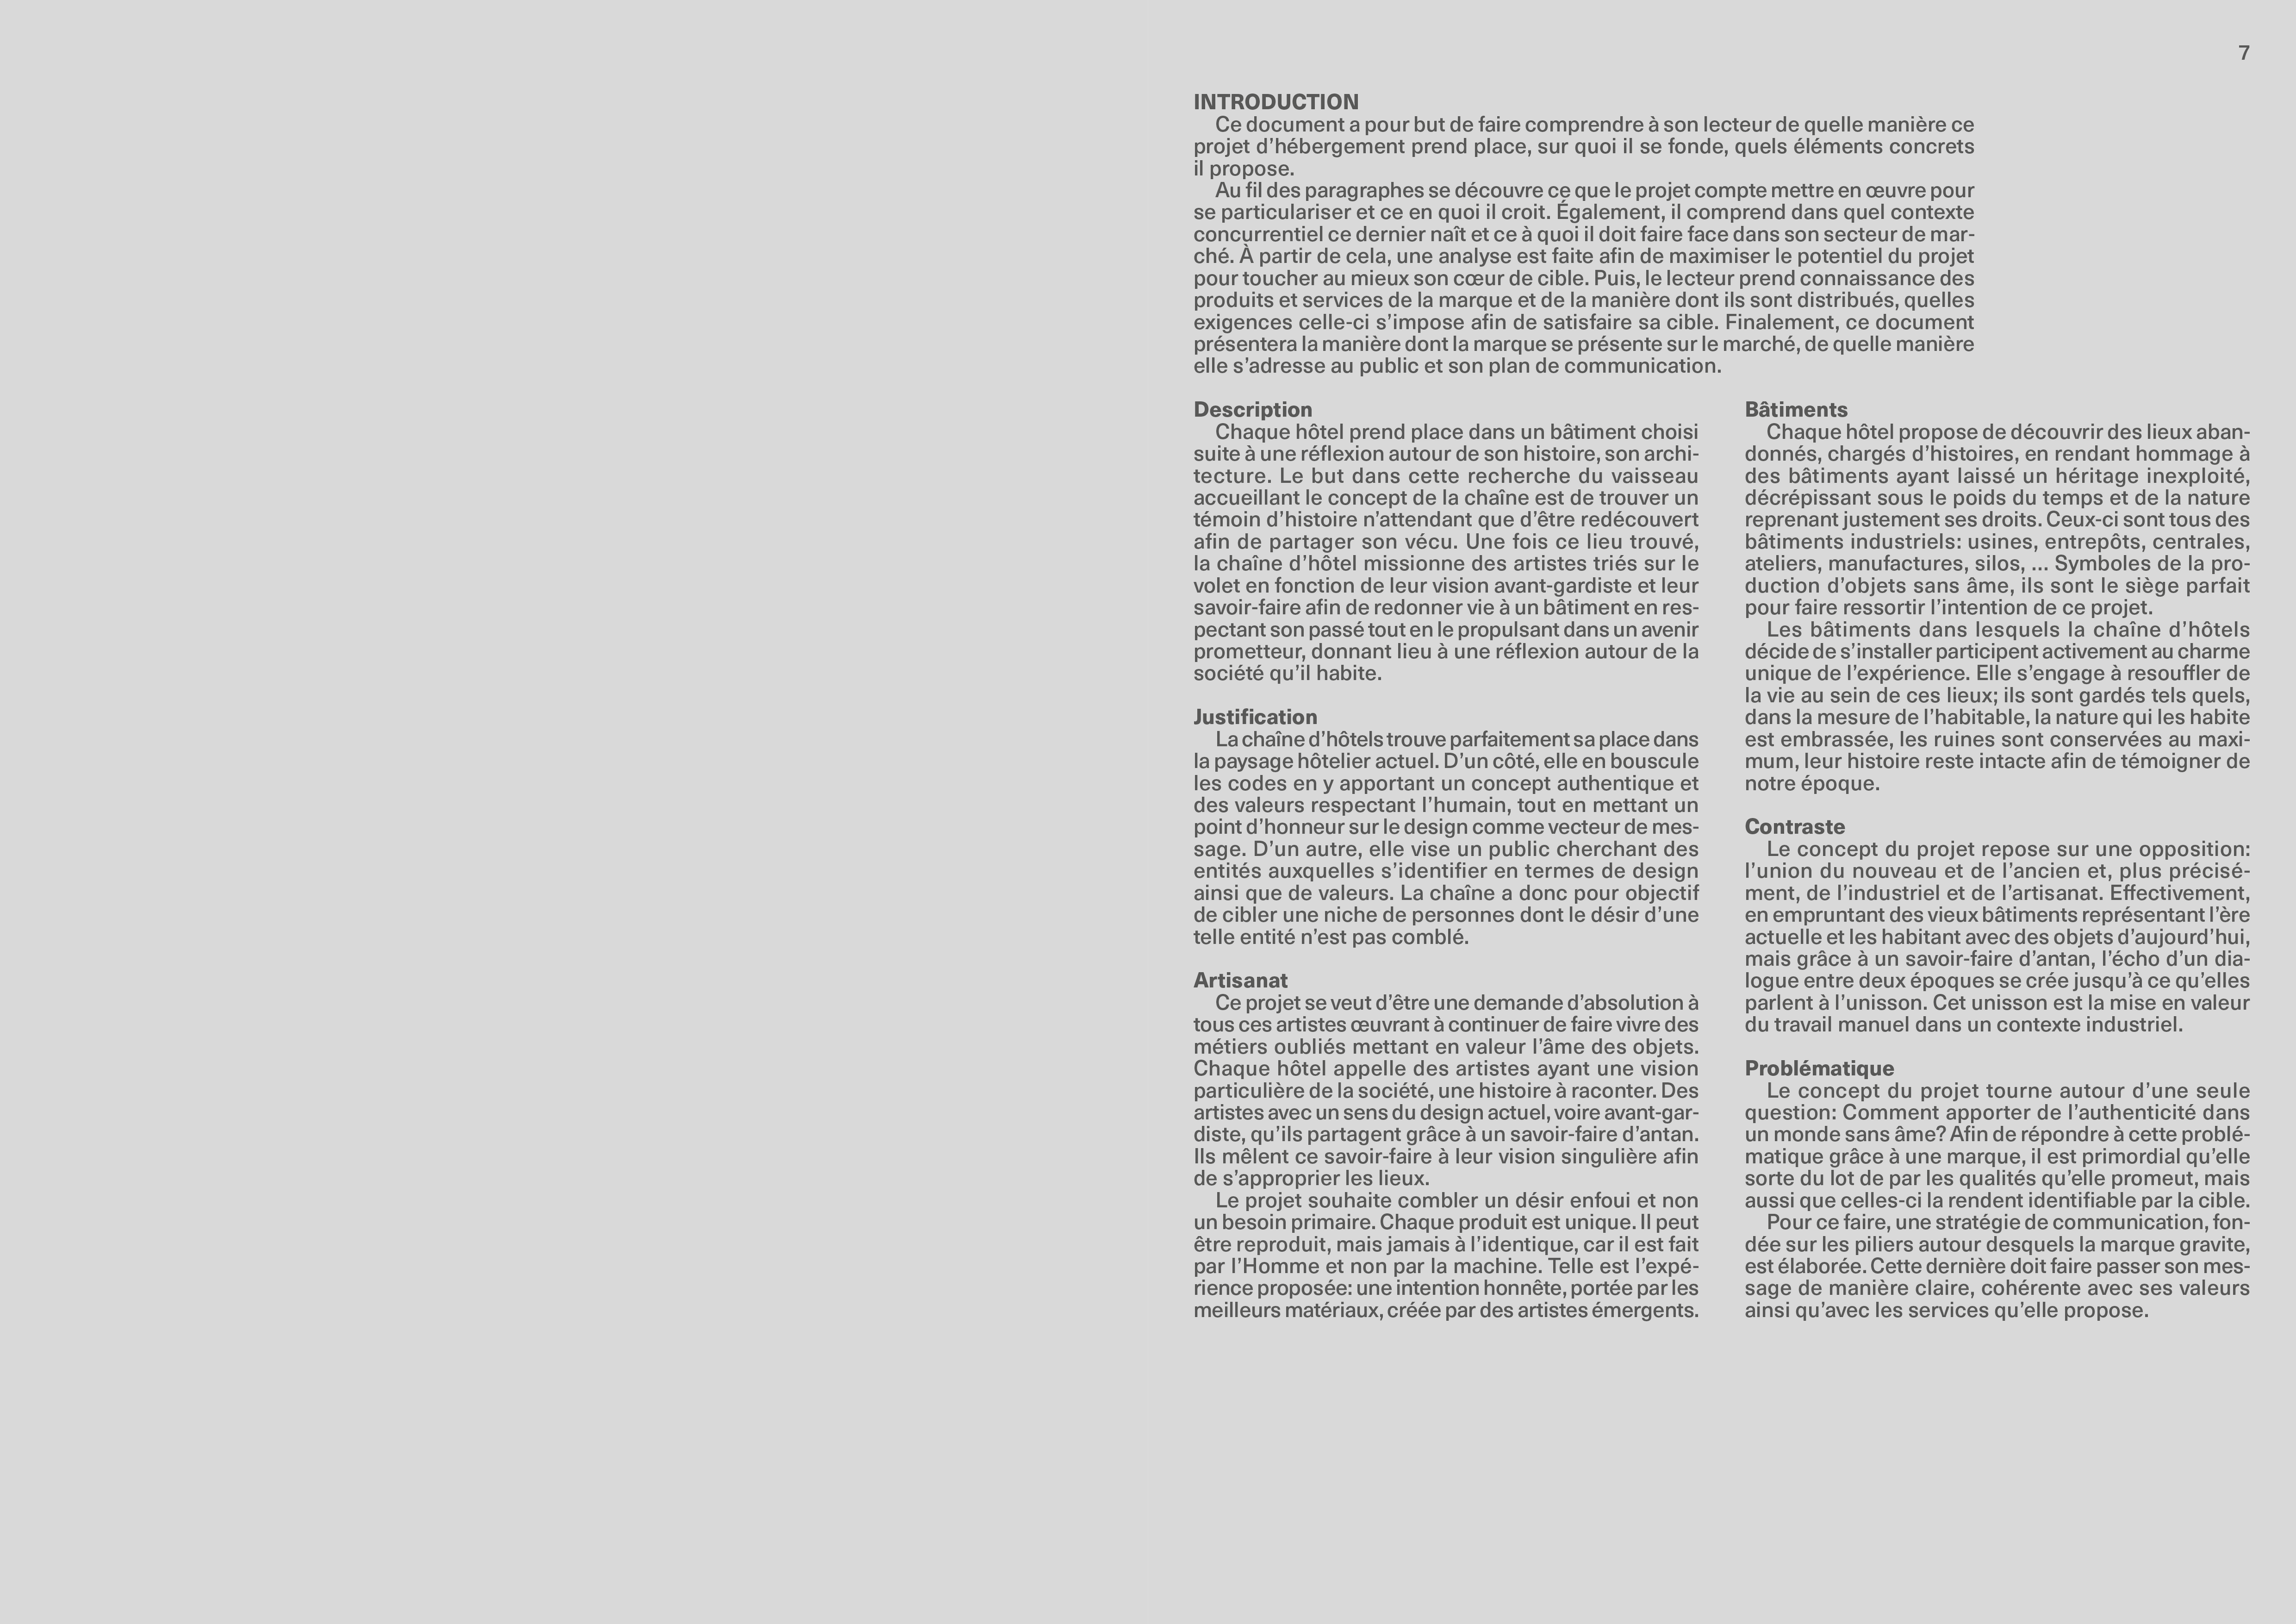 7
INTRODUCTION
Ce document a pour but de faire comprendre à son lecteur de quelle manière ce
projet d’hébergement prend place, sur quoi il se fonde, quels éléments concrets
il propose.
Au fil des paragraphes se découvre ce que le projet compte mettre en œuvre pour
se particulariser et ce en quoi il croit. Également, il comprend dans quel contexte
concurrentiel ce dernier naît et ce à quoi il doit faire face dans son secteur de mar-
ché. À partir de cela, une analyse est faite afin de maximiser le potentiel du projet
pour toucher au mieux son cœur de cible. Puis, le lecteur prend connaissance des
produits et services de la marque et de la manière dont ils sont distribués, quelles
exigences celle-ci s’impose afin de satisfaire sa cible. Finalement, ce document
présentera la manière dont la marque se présente sur le marché, de quelle manière
elle s’adresse au public et son plan de communication.
Description
Chaque hôtel prend place dans un bâtiment choisi
suite à une réflexion autour de son histoire, son archi-
tecture. Le but dans cette recherche du vaisseau
accueillant le concept de la chaîne est de trouver un
témoin d’histoire n’attendant que d’être redécouvert
afin de partager son vécu. Une fois ce lieu trouvé,
la chaîne d’hôtel missionne des artistes triés sur le
volet en fonction de leur vision avant-gardiste et leur
savoir-faire afin de redonner vie à un bâtiment en res-
pectant son passé tout en le propulsant dans un avenir
prometteur, donnant lieu à une réflexion autour de la
société qu’il habite.
Justification
La chaîne d’hôtels trouve parfaitement sa place dans
la paysage hôtelier actuel. D’un côté, elle en bouscule
les codes en y apportant un concept authentique et
des valeurs respectant l’humain, tout en mettant un
point d’honneur sur le design comme vecteur de mes-
sage. D’un autre, elle vise un public cherchant des
entités auxquelles s’identifier en termes de design
ainsi que de valeurs. La chaîne a donc pour objectif
de cibler une niche de personnes dont le désir d’une
telle entité n’est pas comblé.
Artisanat
Ce projet se veut d’être une demande d’absolution à
tous ces artistes œuvrant à continuer de faire vivre des
métiers oubliés mettant en valeur l’âme des objets.
Chaque hôtel appelle des artistes ayant une vision
particulière de la société, une histoire à raconter. Des
artistes avec un sens du design actuel, voire avant-gar-
diste, qu’ils partagent grâce à un savoir-faire d’antan.
Ils mêlent ce savoir-faire à leur vision singulière afin
de s’approprier les lieux.
Le projet souhaite combler un désir enfoui et non
un besoin primaire. Chaque produit est unique. Il peut
être reproduit, mais jamais à l’identique, car il est fait
par l’Homme et non par la machine. Telle est l’expé-
rience proposée: une intention honnête, portée par les
meilleurs matériaux, créée par des artistes émergents.
Bâtiments
Chaque hôtel propose de découvrir des lieux aban-
donnés, chargés d’histoires, en rendant hommage à
des bâtiments ayant laissé un héritage inexploité,
décrépissant sous le poids du temps et de la nature
reprenant justement ses droits. Ceux-ci sont tous des
bâtiments industriels: usines, entrepôts, centrales,
ateliers, manufactures, silos, ... Symboles de la pro-
duction d’objets sans âme, ils sont le siège parfait
pour faire ressortir l’intention de ce projet.
Les bâtiments dans lesquels la chaîne d’hôtels
décide de s’installer participent activement au charme
unique de l’expérience. Elle s’engage à resouffler de
la vie au sein de ces lieux; ils sont gardés tels quels,
dans la mesure de l’habitable, la nature qui les habite
est embrassée, les ruines sont conservées au maxi-
mum, leur histoire reste intacte afin de témoigner de
notre époque.
Contraste
Le concept du projet repose sur une opposition:
l’union du nouveau et de l’ancien et, plus précisé-
ment, de l’industriel et de l’artisanat. Effectivement,
en empruntant des vieux bâtiments représentant l’ère
actuelle et les habitant avec des objets d’aujourd’hui,
mais grâce à un savoir-faire d’antan, l’écho d’un dia-
logue entre deux époques se crée jusqu’à ce qu’elles
parlent à l’unisson. Cet unisson est la mise en valeur
du travail manuel dans un contexte industriel.
Problématique
Le concept du projet tourne autour d’une seule
question: Comment apporter de l’authenticité dans
un monde sans âme? Afin de répondre à cette problé-
matique grâce à une marque, il est primordial qu’elle
sorte du lot de par les qualités qu’elle promeut, mais
aussi que celles-ci la rendent identifiable par la cible.
Pour ce faire, une stratégie de communication, fon-
dée sur les piliers autour desquels la marque gravite,
est élaborée. Cette dernière doit faire passer son mes-
sage de manière claire, cohérente avec ses valeurs
ainsi qu’avec les services qu’elle propose.